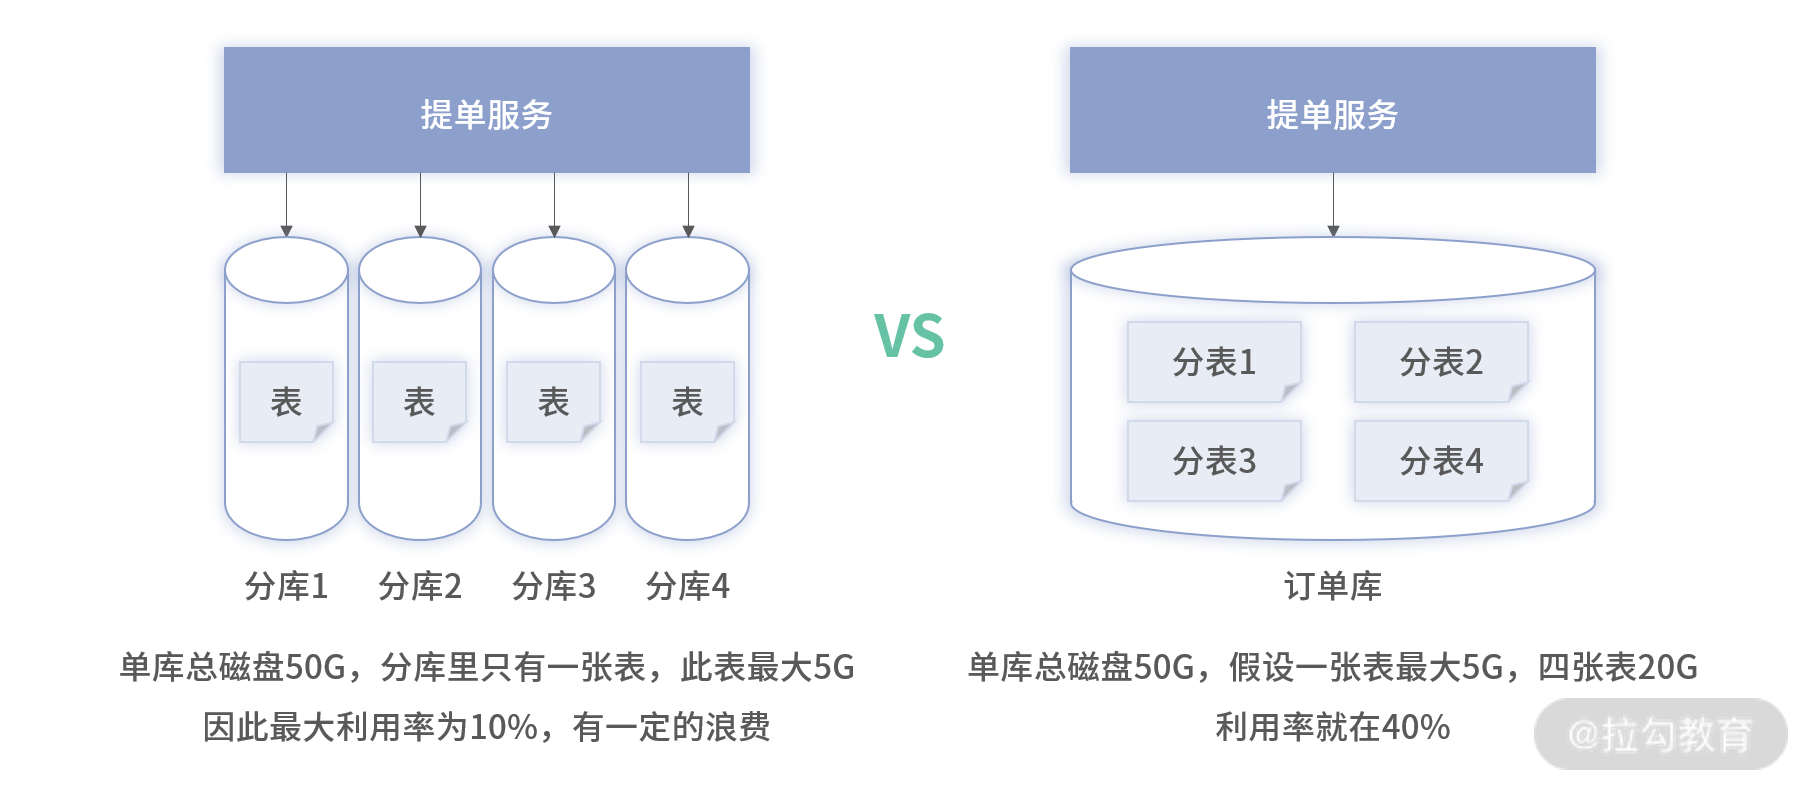 提单服务
表
表
表
表
分库1
分库2
分库3
分库4
单库总磁盘50G，分库里只有一张表，此表最大5G
因此最大利用率为10%，有一定的浪费
VS
提单服务
分表1
分表2
分表3
分表4
订单库
单库总磁盘50G，假设一张表最大5G，四张表20G
利用率就在40%
@拉勾教育